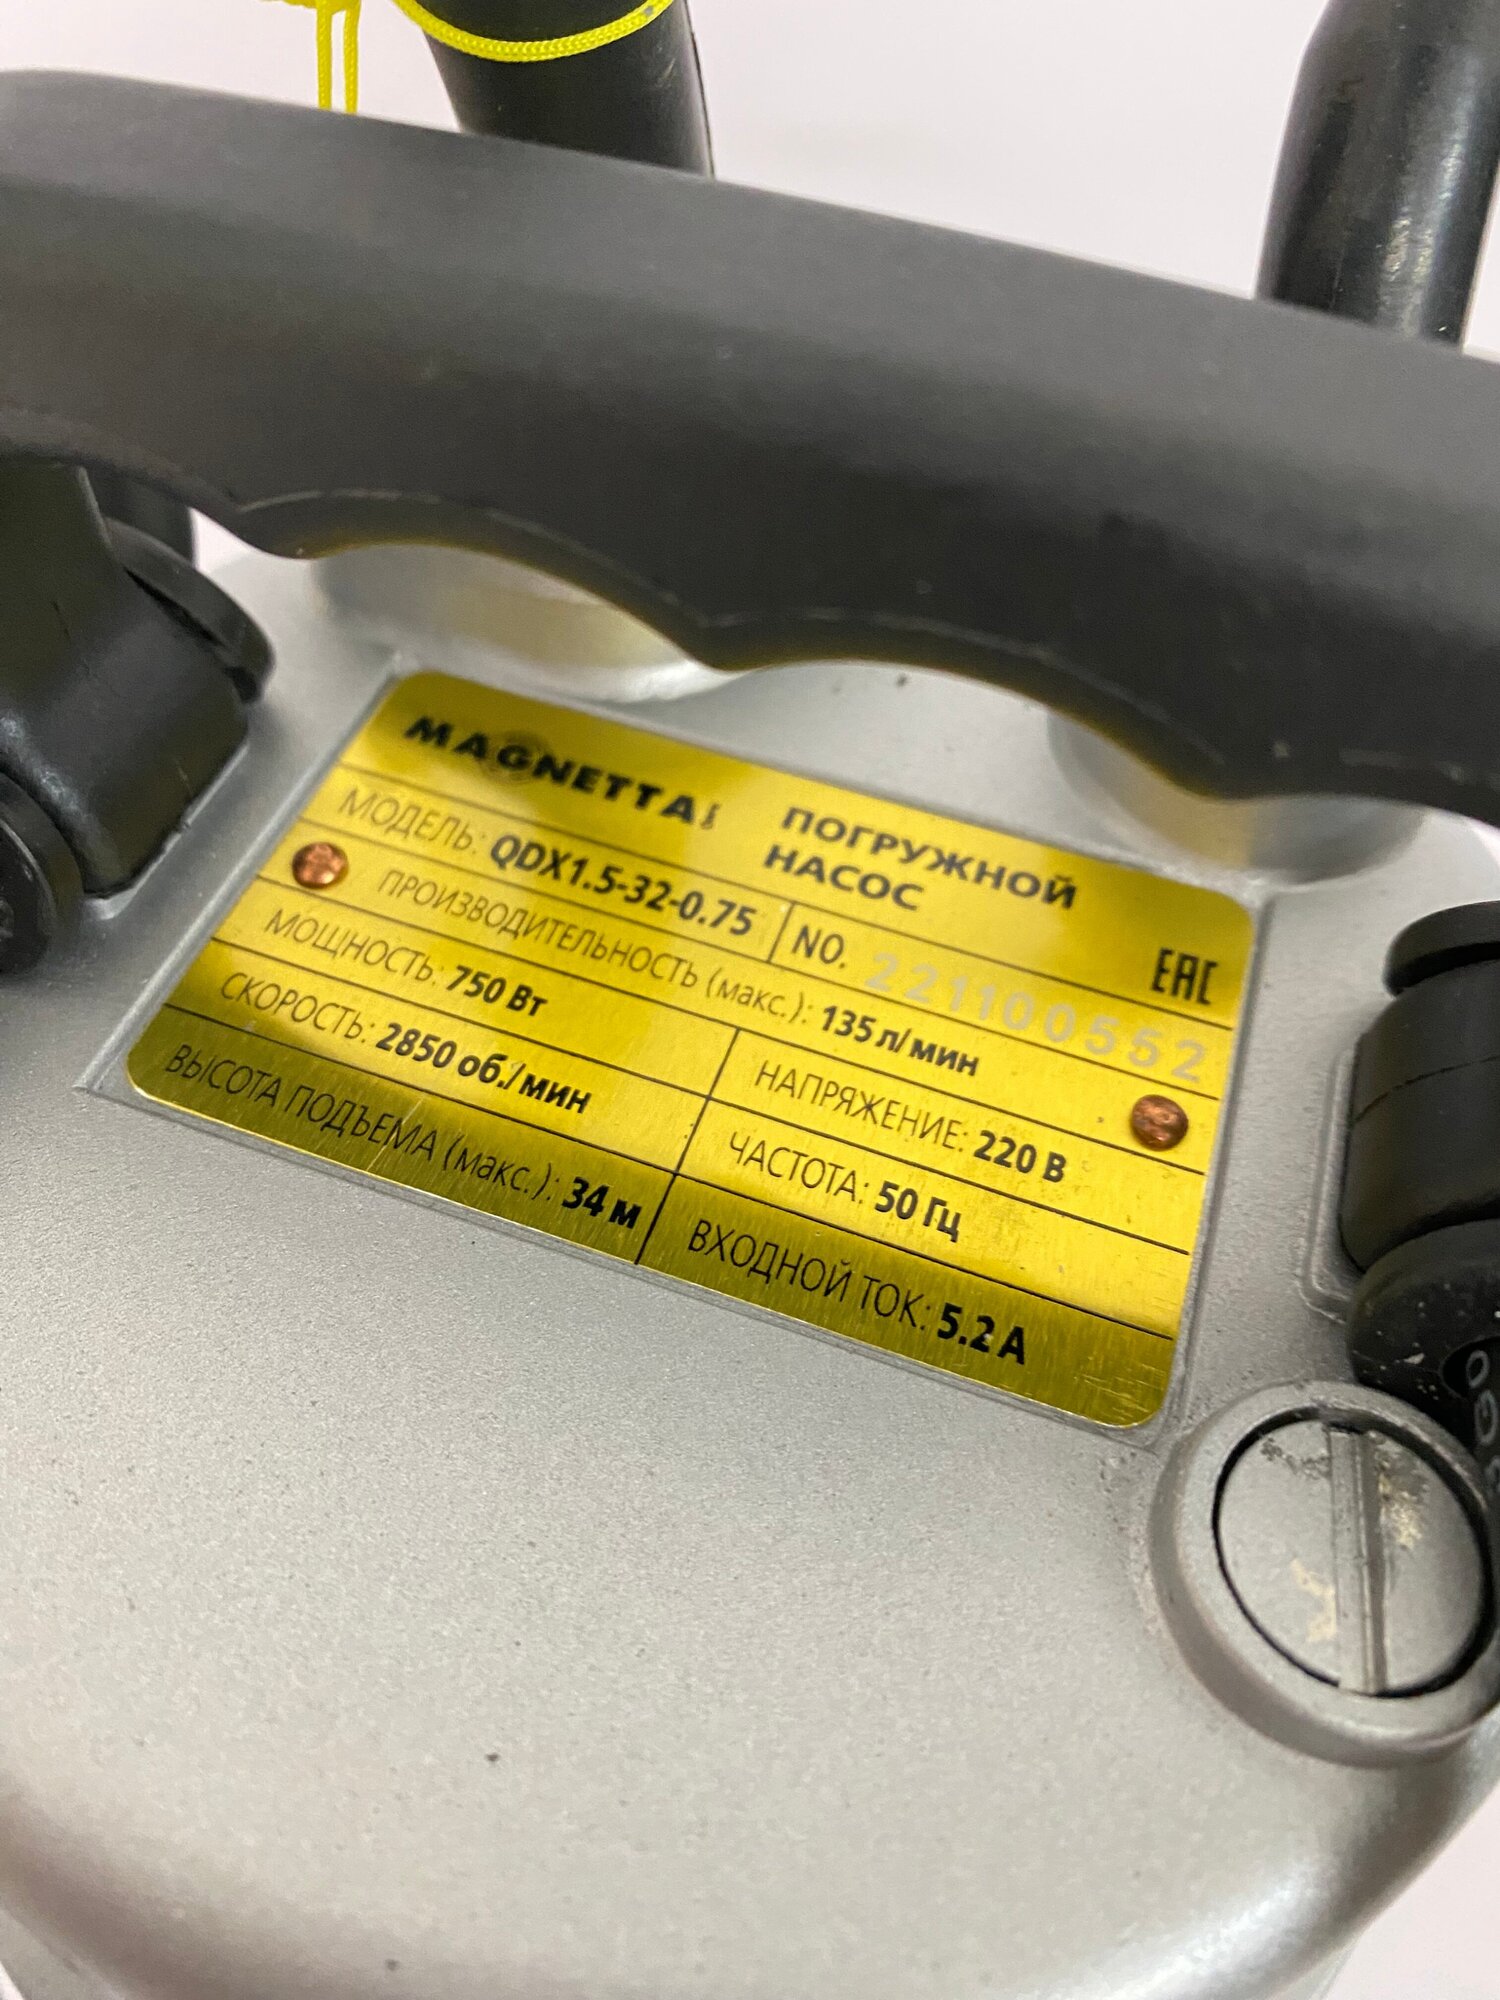 MAGNETTA
ПОГРУЖНОЙ
НАСОС
МОДЕЛЬ: QDX1.5-32-0.75
NO. 221100552
EAC
ПРОИЗВОДИТЕЛЬНОСТЬ (макс.): 135 л/мин
МОЩНОСТЬ: 750 Вт
НАПРЯЖЕНИЕ: 220 В
СКОРОСТЬ: 2850 об./мин
ЧАСТОТА: 50 Гц
ВЫСОТА ПОДЪЕМА (макс.): 34 м
ВХОДНОЙ ТОК: 5.2 А